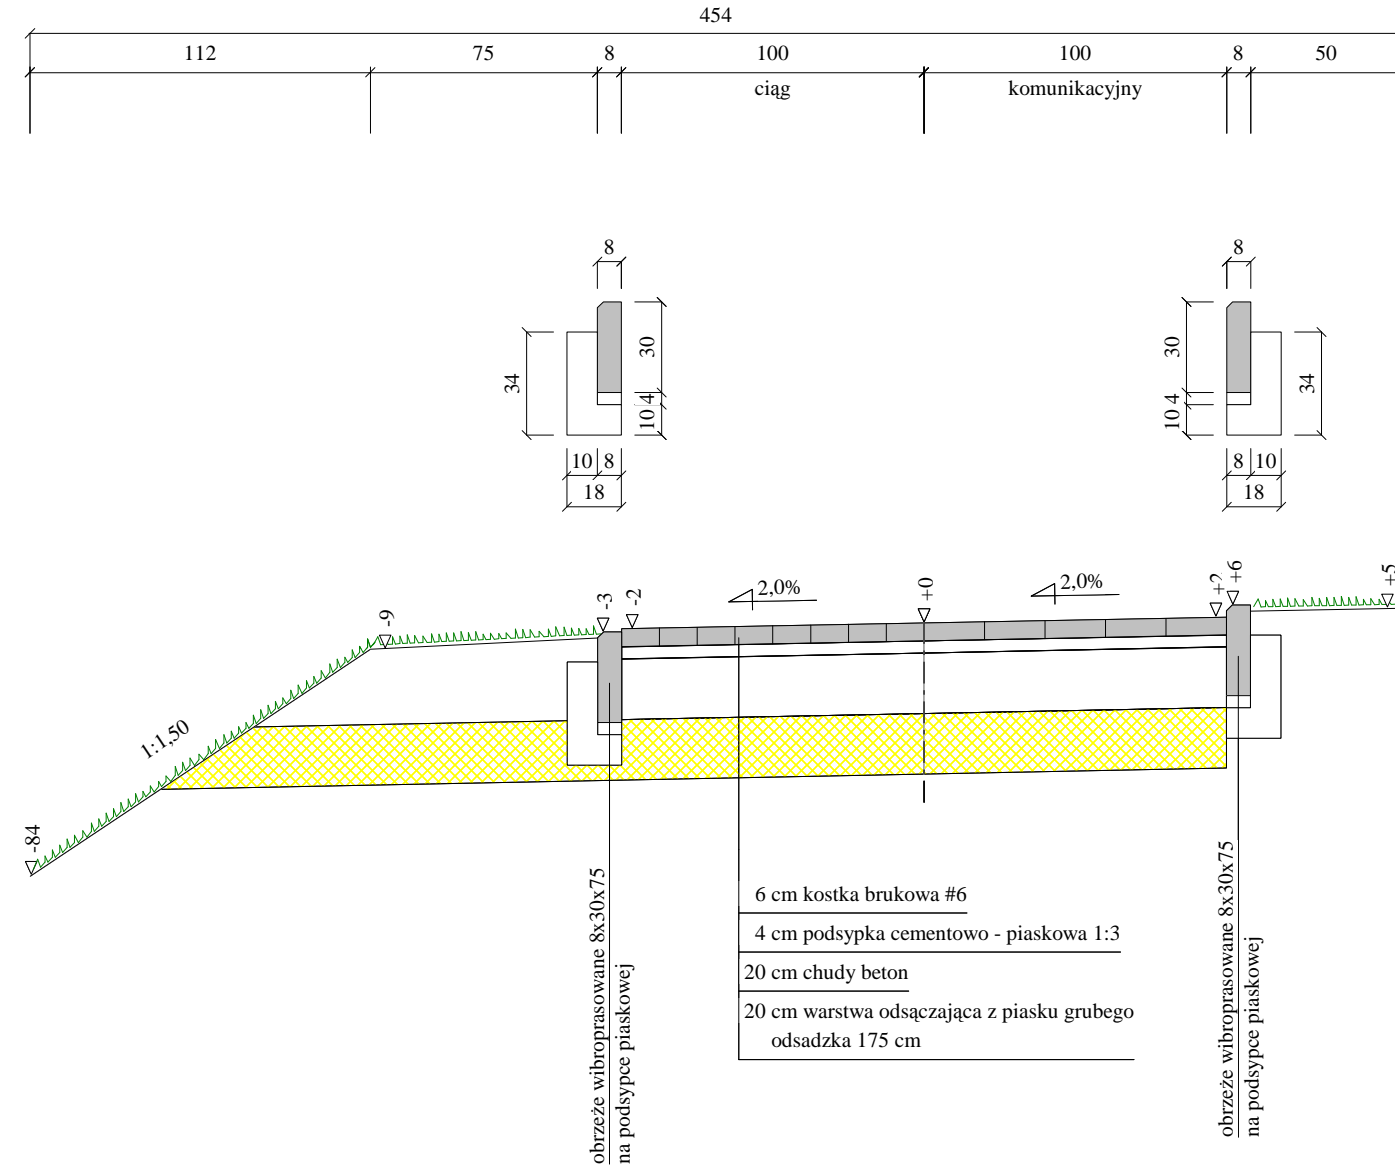 454
112 75 8 100 100 8 50
ciąg komunikacyjny
8 8
34 30 4 10
30 4 10 34
10 8 8 10
18 18
-84
1:1,50
-9
-3
-2
2,0%
+0
2,0%
+2
+6
+5
6 cm kostka brukowa #6
4 cm podsypka cementowo - piaskowa 1:3
20 cm chudy beton
20 cm warstwa odsączająca z piasku grubego
odsadzka 175 cm
obrzeże wibroprasowane 8x30x75
na podsypce piaskowej
obrzeże wibroprasowane 8x30x75
na podsypce piaskowej